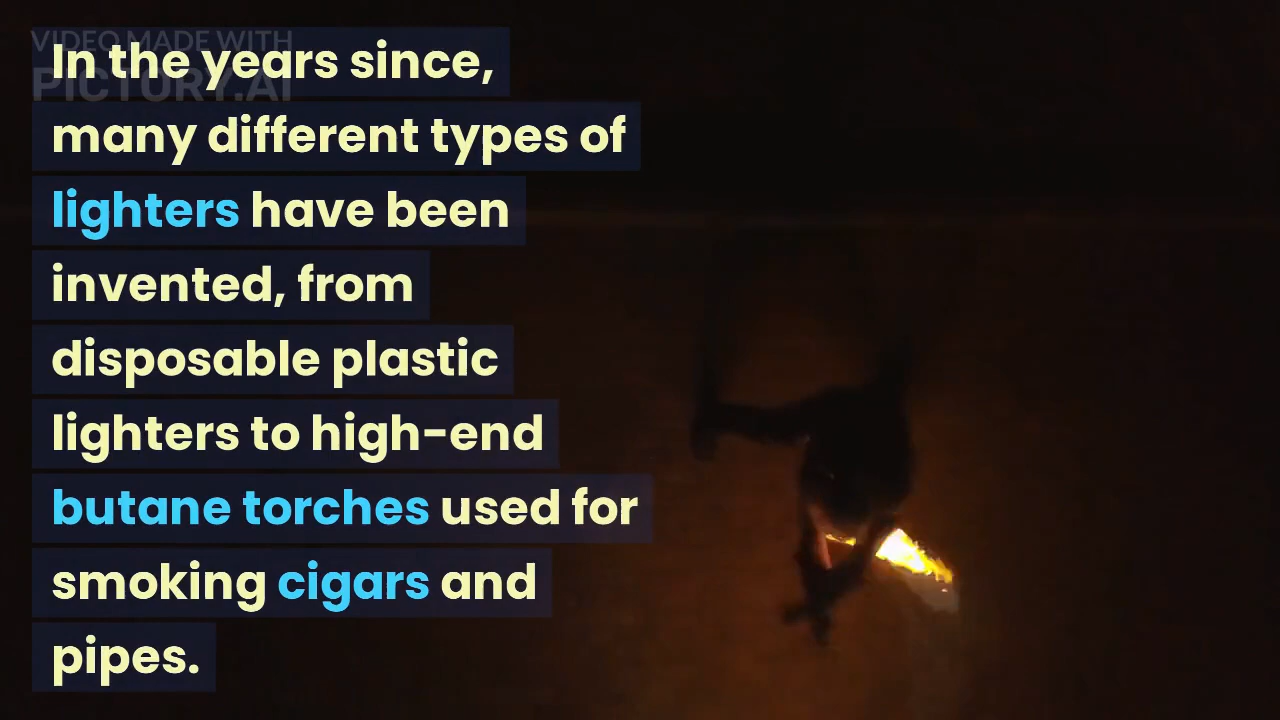 VIDEO MADE WITH
PICTORY.AI
In the years since,
many different types of
lighters have been
invented, from
disposable plastic
lighters to high-end
butane torches used for
smoking cigars and
pipes.